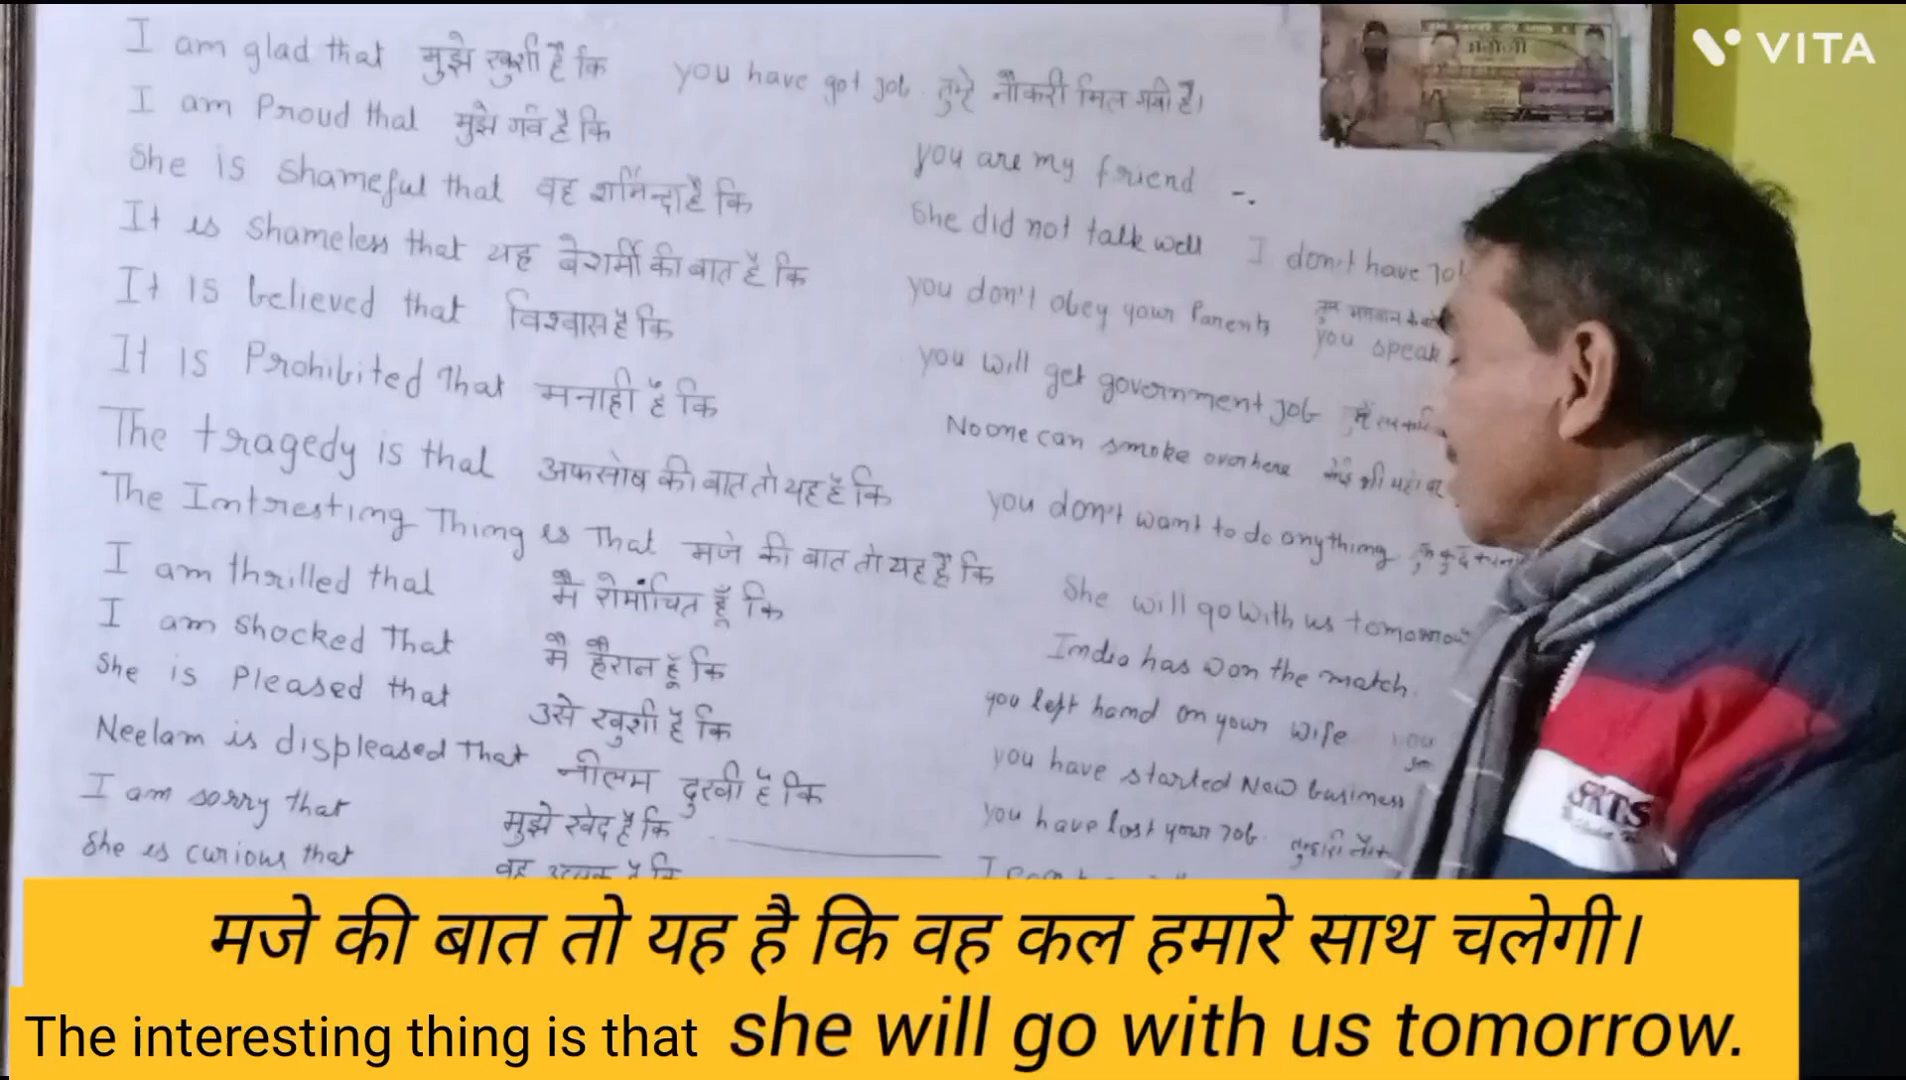 VITA
I am glad that मुझे खुशी है कि you have got job. तुम्हे नौकरी मिल गयी है।
I am Proud that मुझे गर्व है कि you are my friend
She is shameful that वह शर्मिन्दा है कि She did not talk well I don't have
It is shameless that यह बेशर्मी की बात है कि you don't obey your Parents you speak
It is believed that विश्वास है कि you will get government job
It is Prohibited that मनाही है कि No one can smoke over here
The tragedy is that अफसोष की बात तो यह है कि you don't want to do anything
The Intresting Thing is That मजे की बात तो यह है कि She will go with us tomorrow
I am thrilled that मै रोमांचित हूँ कि India has won the match.
I am shocked That मै हैरान हूँ कि you left hand on your wife
She is Pleased that उसे खुशी है कि you have started New business
Neelam is displeased That नीलम दुखी है कि you have lost your job.
I am sorry that मुझे खेद है कि
She is curious that वह
SKTS
मजे की बात तो यह है कि वह कल हमारे साथ चलेगी।
The interesting thing is that she will go with us tomorrow.